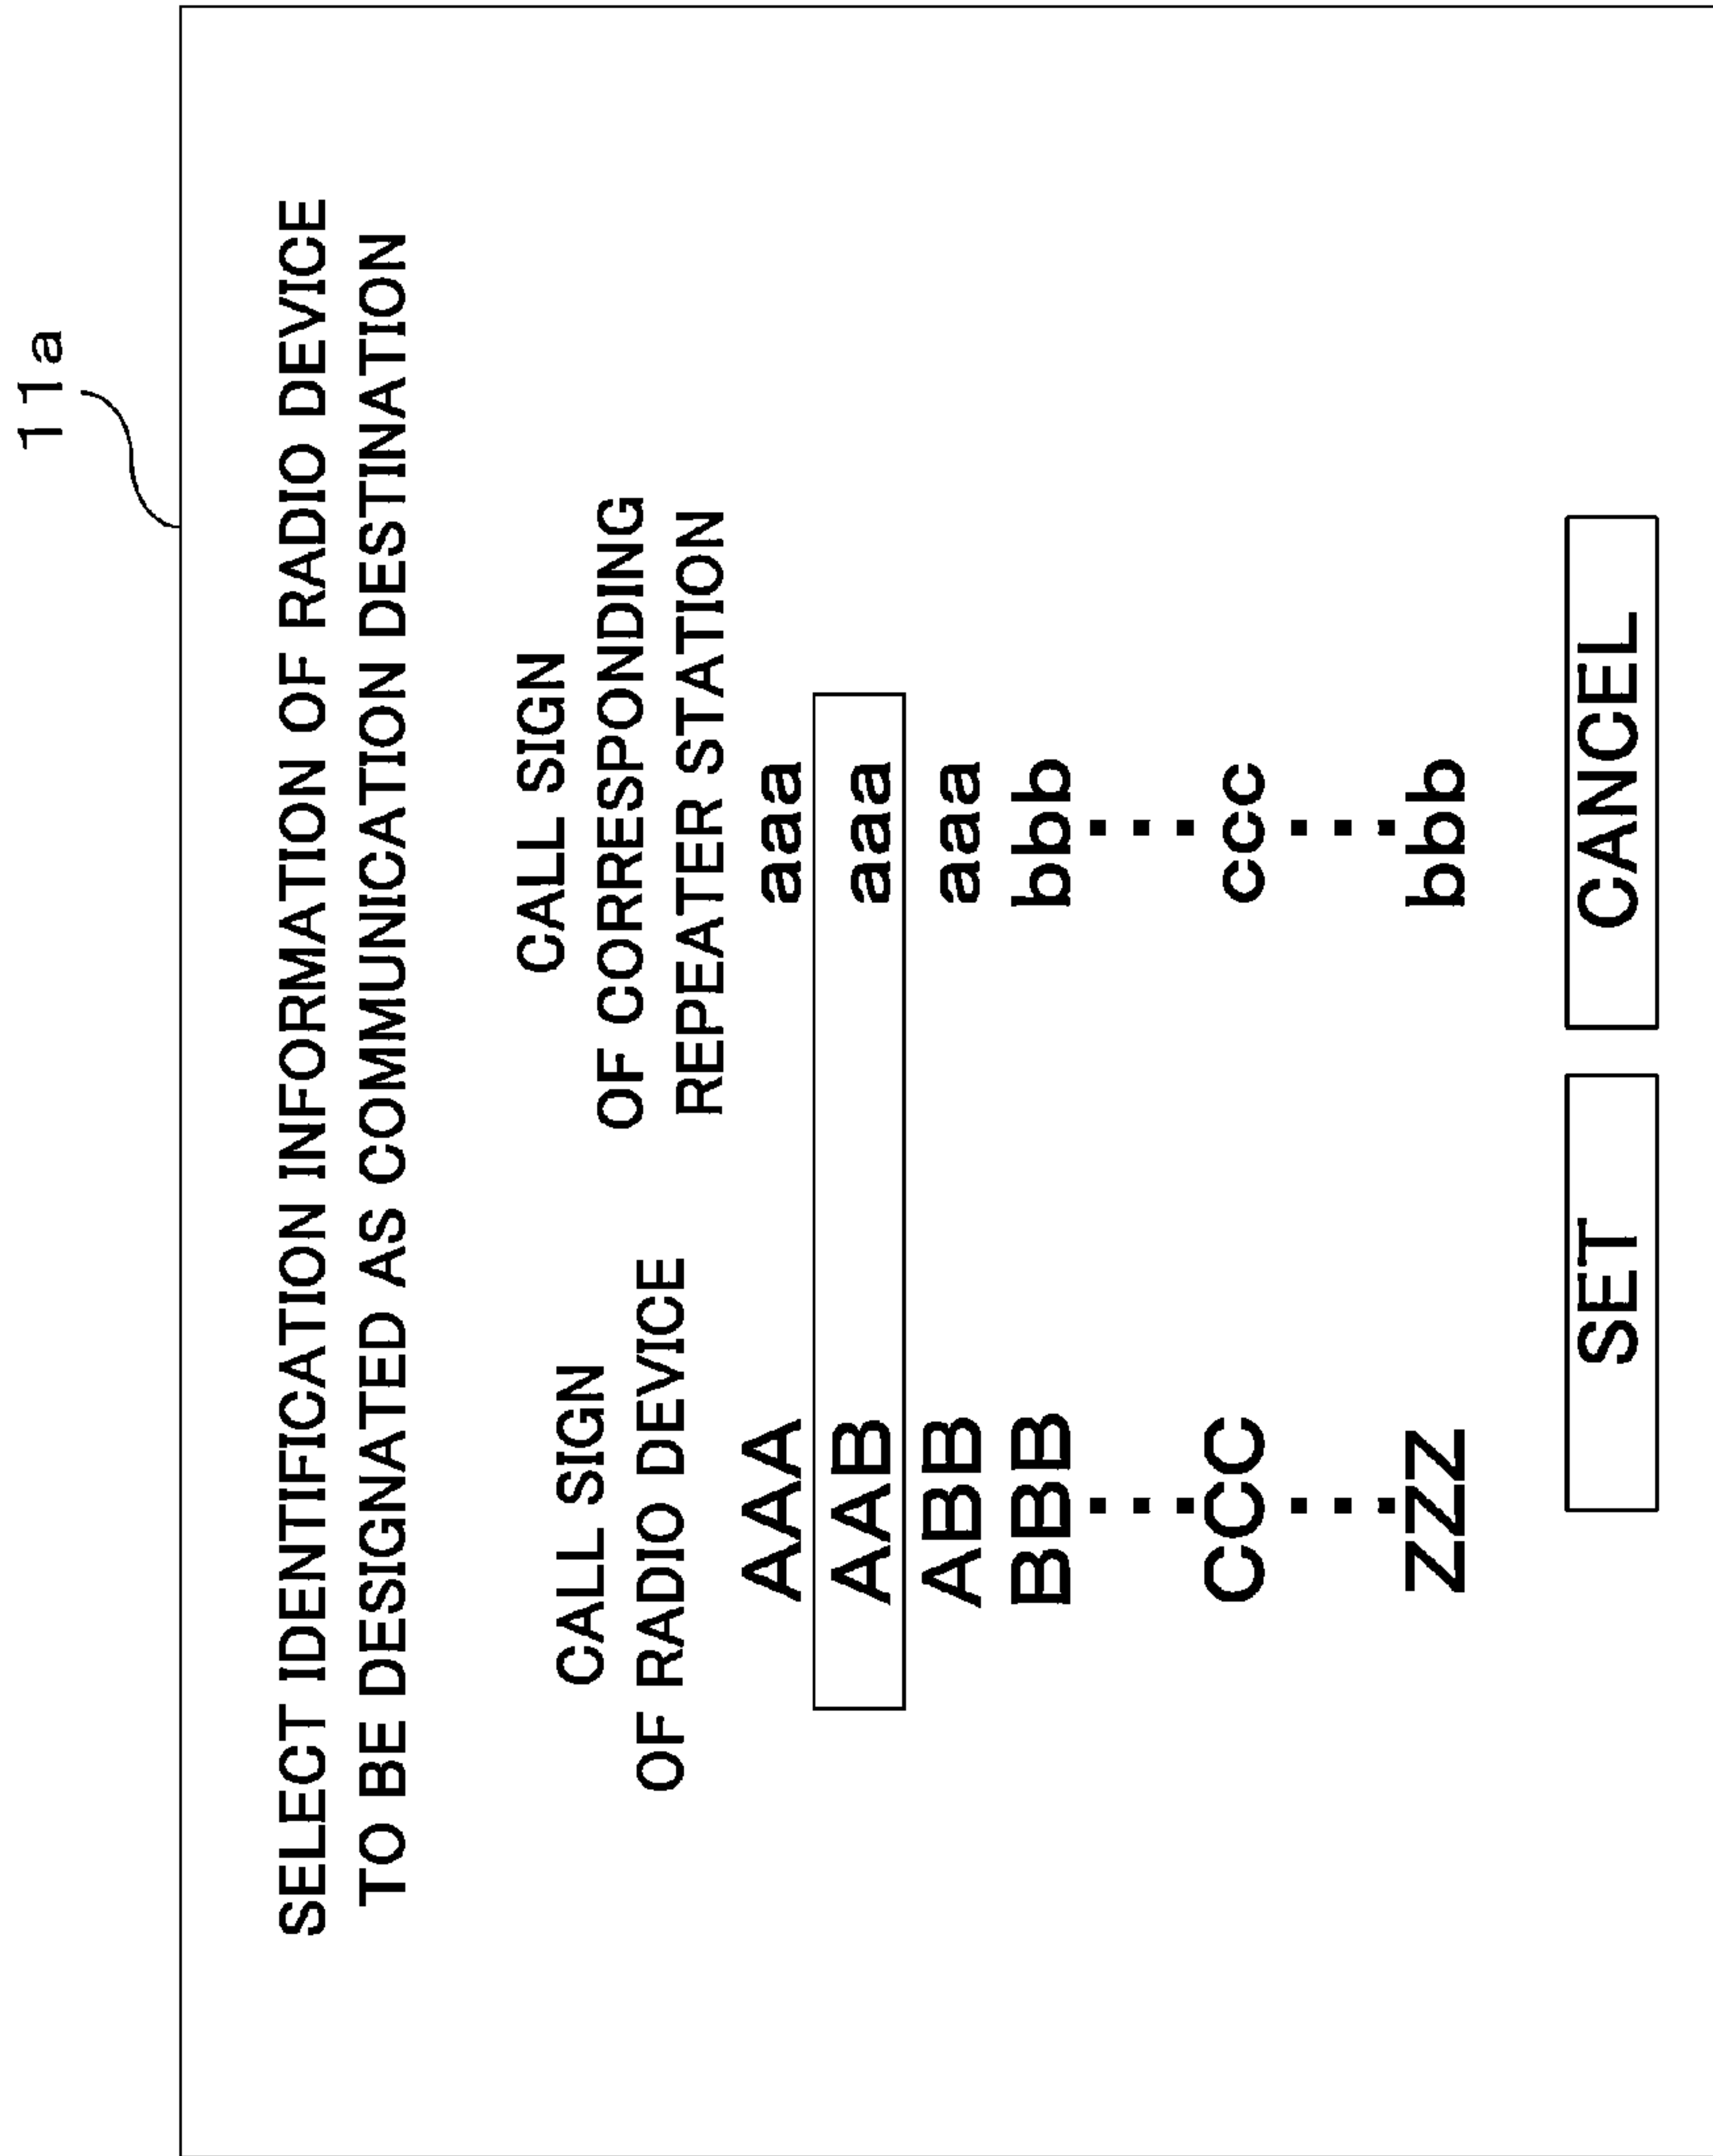 11a
SELECT IDENTIFICATION INFORMATION OF RADIO DEVICE
TO BE DESIGNATED AS COMMUNICATION DESTINATION
CALL SIGN
OF RADIO DEVICE
CALL SIGN
OF CORRESPONDING
REPEATER STATION
AAA aaa
AAB aaa
ABB aaa
BBB bbb
CCC ccc
ZZZ bbb
SET CANCEL